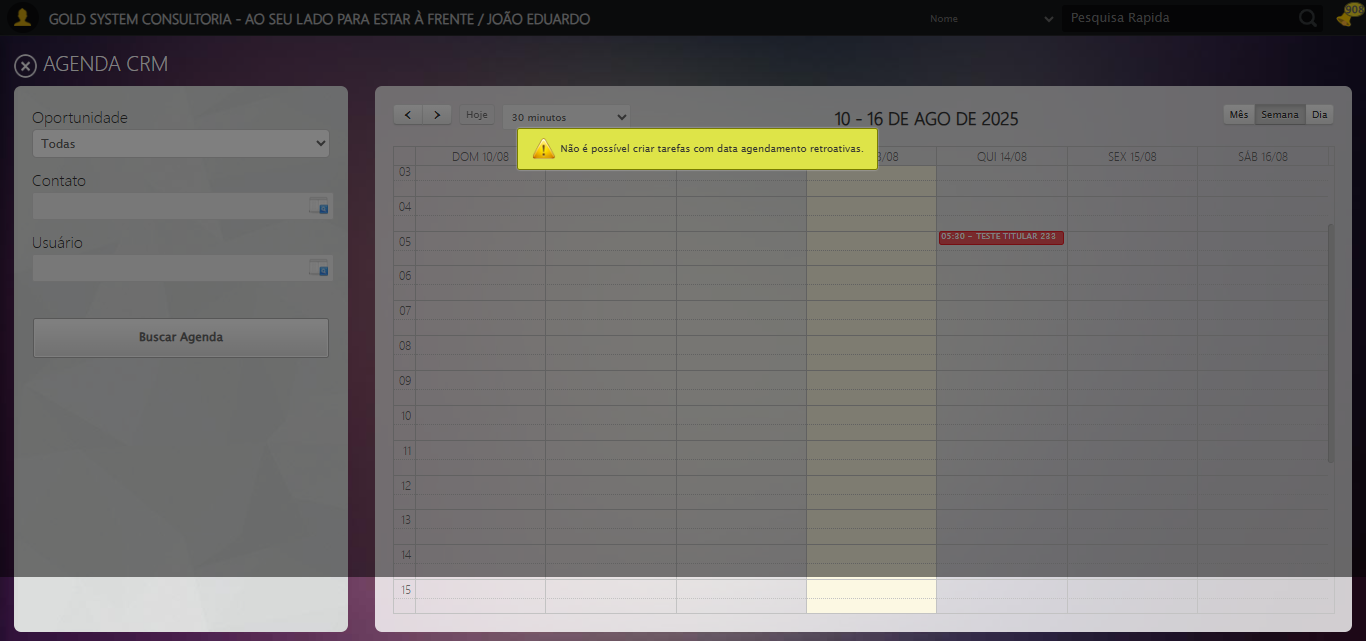 GOLD SYSTEM CONSULTORIA - AO SEU LADO PARA ESTAR À FRENTE / JOÃO EDUARDO
Nome
Pesquisa Rapida
908
AGENDA CRM
Oportunidade
Todas
Contato
Usuário
Buscar Agenda
Hoje
30 minutos
10 - 16 DE AGO DE 2025
Mês
Semana
Dia
Não é possível criar tarefas com data agendamento retroativas.
DOM 10/08
/08
QUI 14/08
SEX 15/08
SÁB 16/08
03
04
05
05:30 - TESTE TITULAR 233
06
07
08
09
10
11
12
13
14
15